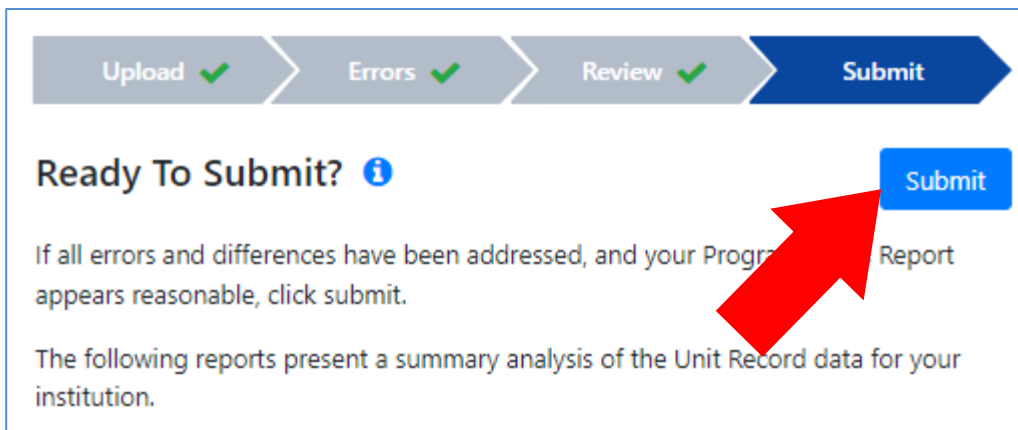 Upload Errors Review Submit
Ready To Submit?
Submit
If all errors and differences have been addressed, and your Report
appears reasonable, click submit.
The following reports present a summary analysis of the Unit Record data for your
institution.